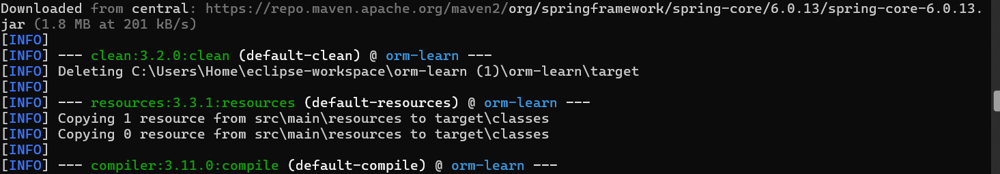 Downloaded from central: https://repo.maven.apache.org/maven2/org/springframework/spring-core/6.0.13/spring-core-6.0.13.
jar (1.8 MB at 201 kB/s)
[INFO]
[INFO] --- clean:3.2.0:clean (default-clean) @ orm-learn ---
[INFO] Deleting C:\Users\Home\eclipse-workspace\orm-learn (1)\orm-learn\target
[INFO]
[INFO] --- resources:3.3.1:resources (default-resources) @ orm-learn ---
[INFO] Copying 1 resource from src\main\resources to target\classes
[INFO] Copying 0 resource from src\main\resources to target\classes
[INFO]
[INFO] --- compiler:3.11.0:compile (default-compile) @ orm-learn ---